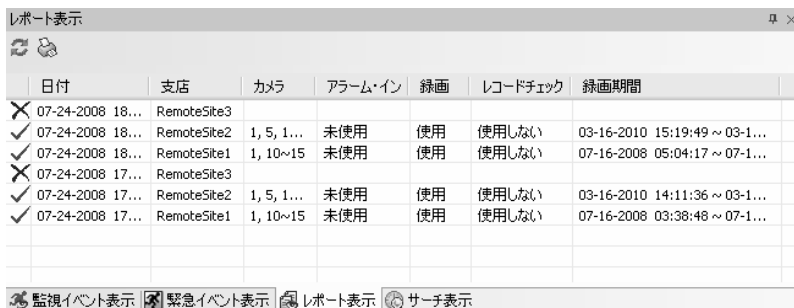 レポート表示
日付 支店 カメラ アラーム・イン 録画 レコードチェック 録画期間
07-24-2008 18... RemoteSite3
07-24-2008 18... RemoteSite2 1, 5, 1... 未使用 使用 使用しない 03-16-2010 15:19:49 ~ 03-1...
07-24-2008 18... RemoteSite1 1, 10~15 未使用 使用 使用しない 07-16-2008 05:04:17 ~ 07-1...
07-24-2008 17... RemoteSite3
07-24-2008 17... RemoteSite2 1, 5, 1... 未使用 使用 使用しない 03-16-2010 14:11:36 ~ 03-1...
07-24-2008 17... RemoteSite1 1, 10~15 未使用 使用 使用しない 07-16-2008 03:38:48 ~ 07-1...
監視イベント表示 緊急イベント表示 レポート表示 サーチ表示